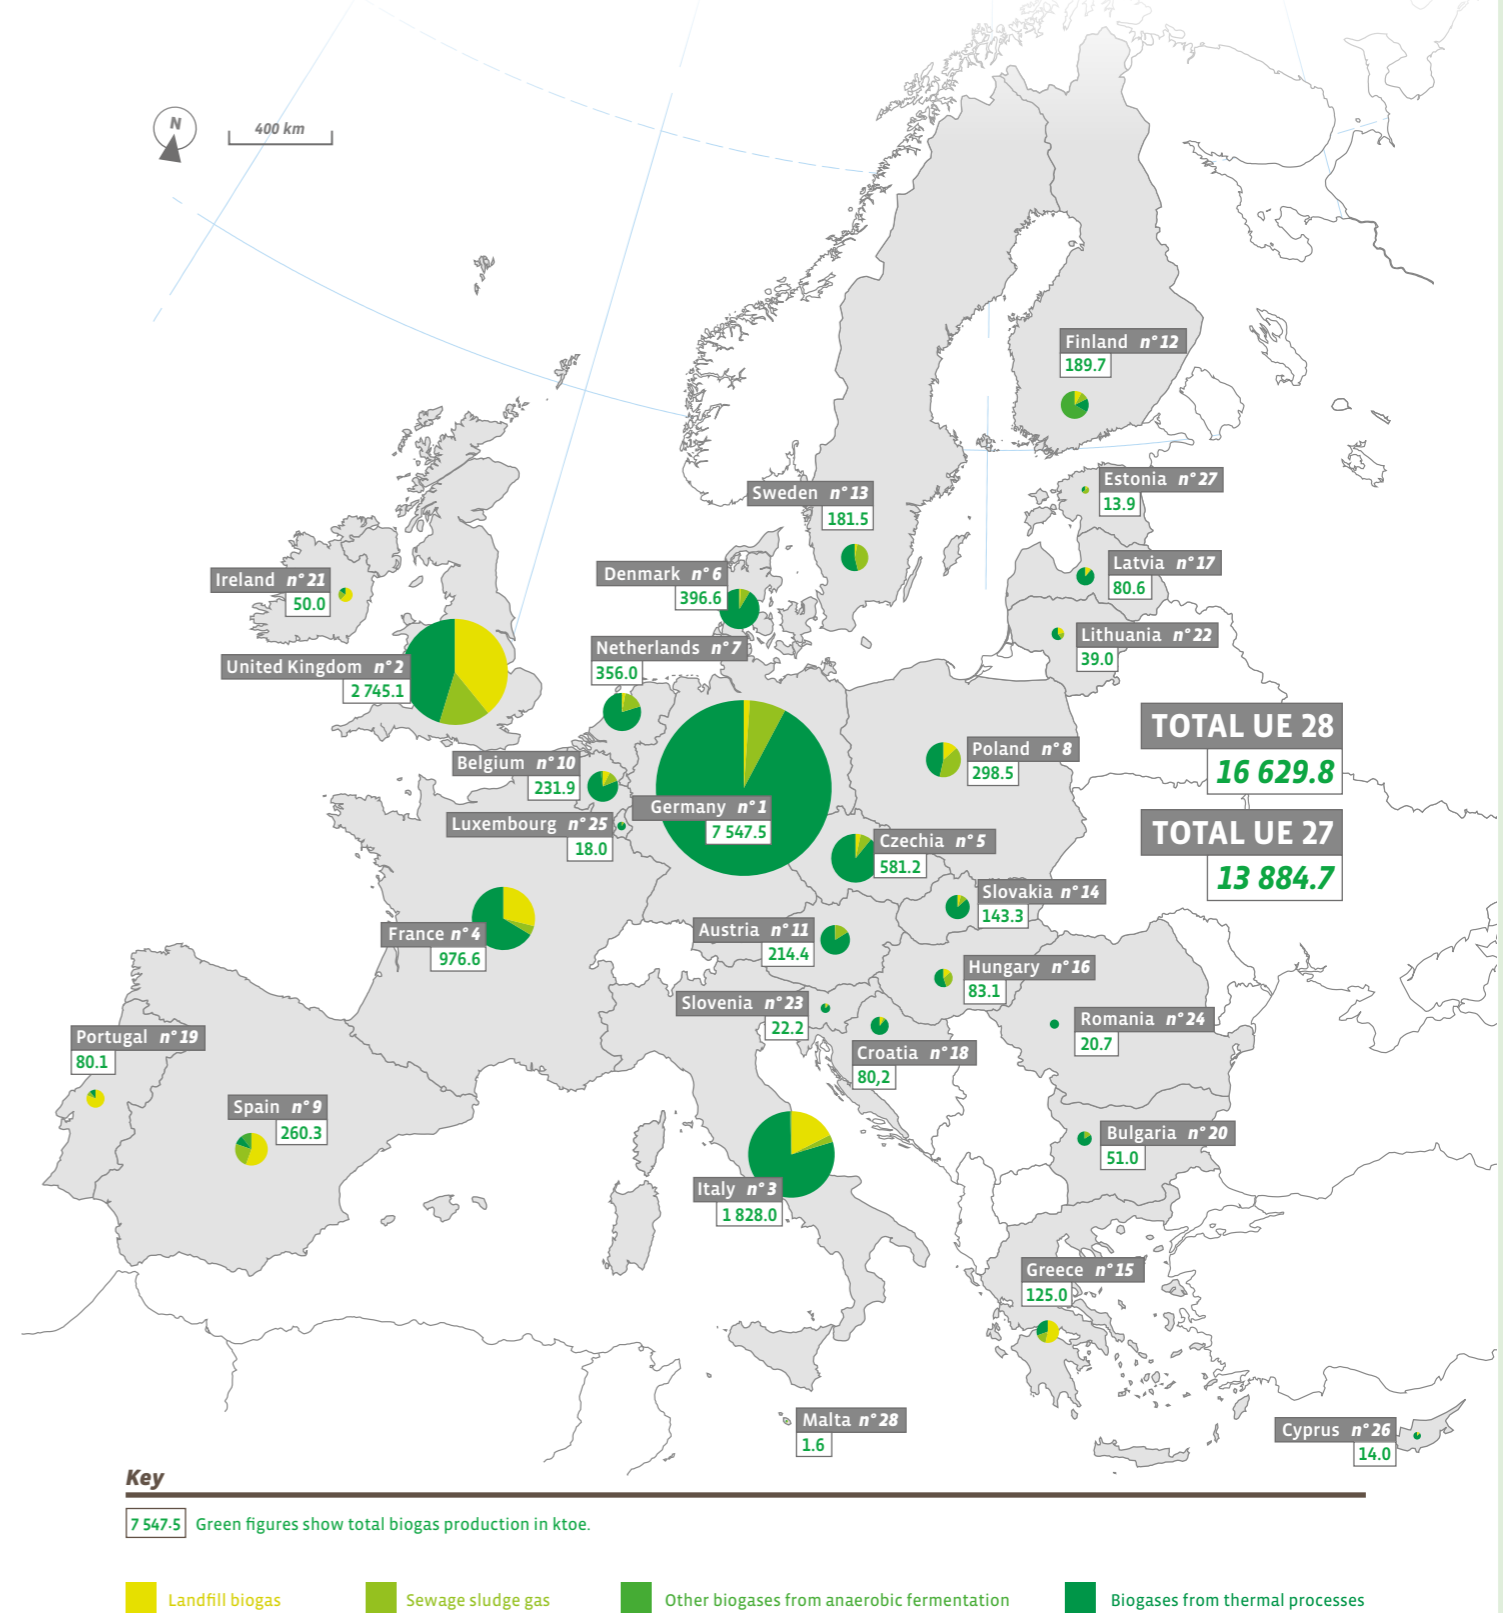 N
400 km
Finland n° 12
189.7
Estonia n° 27
13.9
Sweden n° 13
181.5
Latvia n° 17
80.6
Denmark n° 6
396.6
Ireland n° 21
50.0
Lithuania n° 22
39.0
Netherlands n° 7
356.0
United Kingdom n° 2
2 745.1
TOTAL UE 28
16 629.8
Poland n° 8
298.5
Belgium n° 10
231.9
Germany n° 1
7 547.5
TOTAL UE 27
13 884.7
Luxembourg n° 25
18.0
Czechia n° 5
581.2
Slovakia n° 14
143.3
France n° 4
976.6
Austria n° 11
214.4
Hungary n° 16
83.1
Slovenia n° 23
22.2
Romania n° 24
20.7
Portugal n° 19
80.1
Croatia n° 18
80,2
Spain n° 9
260.3
Bulgaria n° 20
51.0
Italy n° 3
1 828.0
Greece n° 15
125.0
Malta n° 28
1.6
Cyprus n° 26
14.0
Key
7 547.5 Green figures show total biogas production in ktoe.
Landfill biogas Sewage sludge gas Other biogases from anaerobic fermentation Biogases from thermal processes